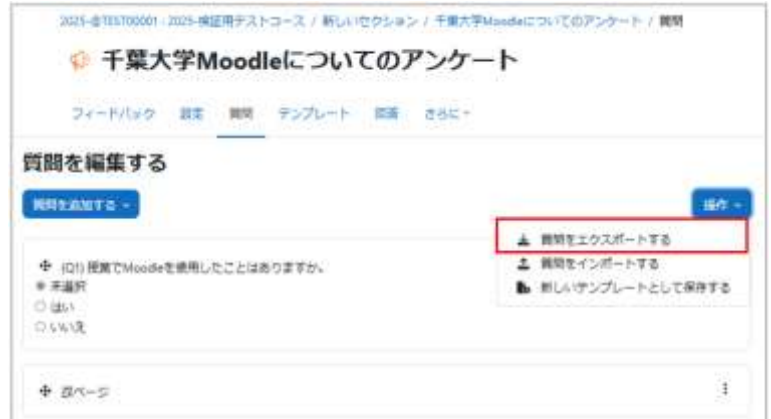 2025-@TEST00001:2025-検証用テストコース / 新しいセクション / 千葉大学Moodleについてのアンケート / 質問
千葉大学Moodleについてのアンケート
フィードバック 設定 質問 テンプレート 回答 さらに
質問を編集する
質問を追加する
操作
質問をエクスポートする
質問をインポートする
新しいテンプレートとして保存する
(Q1) 授業でMoodleを使用したことはありますか。
未選択
はい
いいえ
改ページ